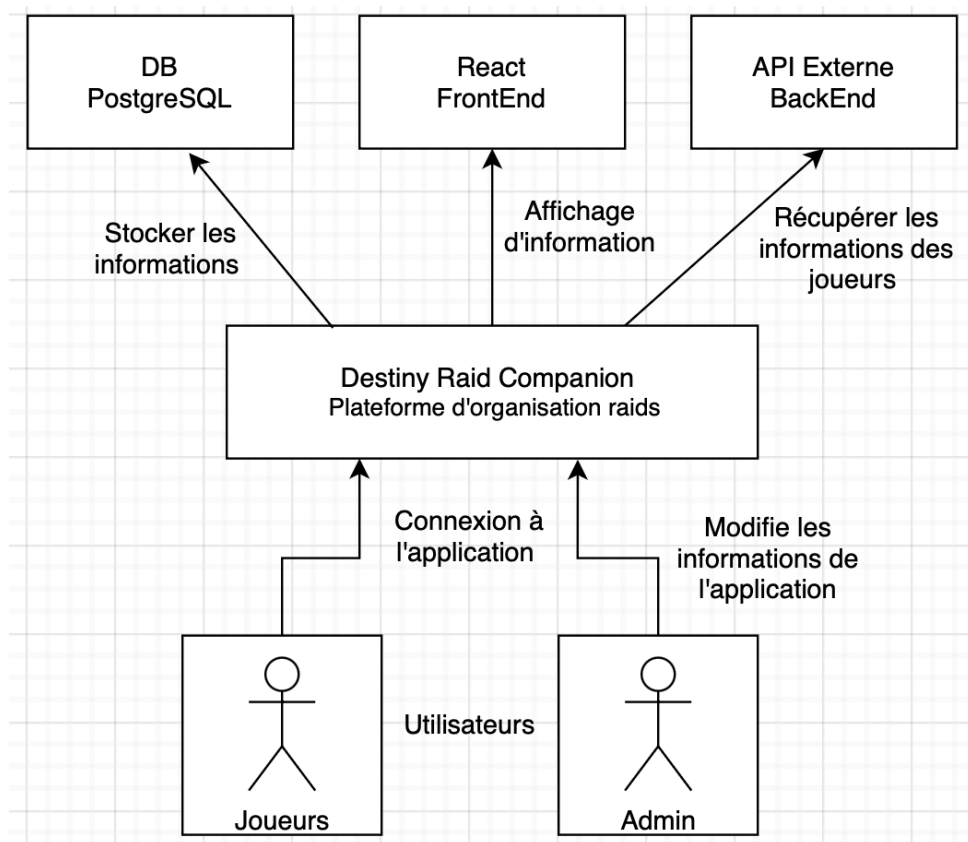 DB
PostgreSQL
React
FrontEnd
API Externe
BackEnd
Stocker les
informations
Affichage
d'information
Récupérer les
informations des
joueurs
Destiny Raid Companion
Plateforme d'organisation raids
Connexion à
l'application
Modifie les
informations de
l'application
Utilisateurs
Joueurs
Admin